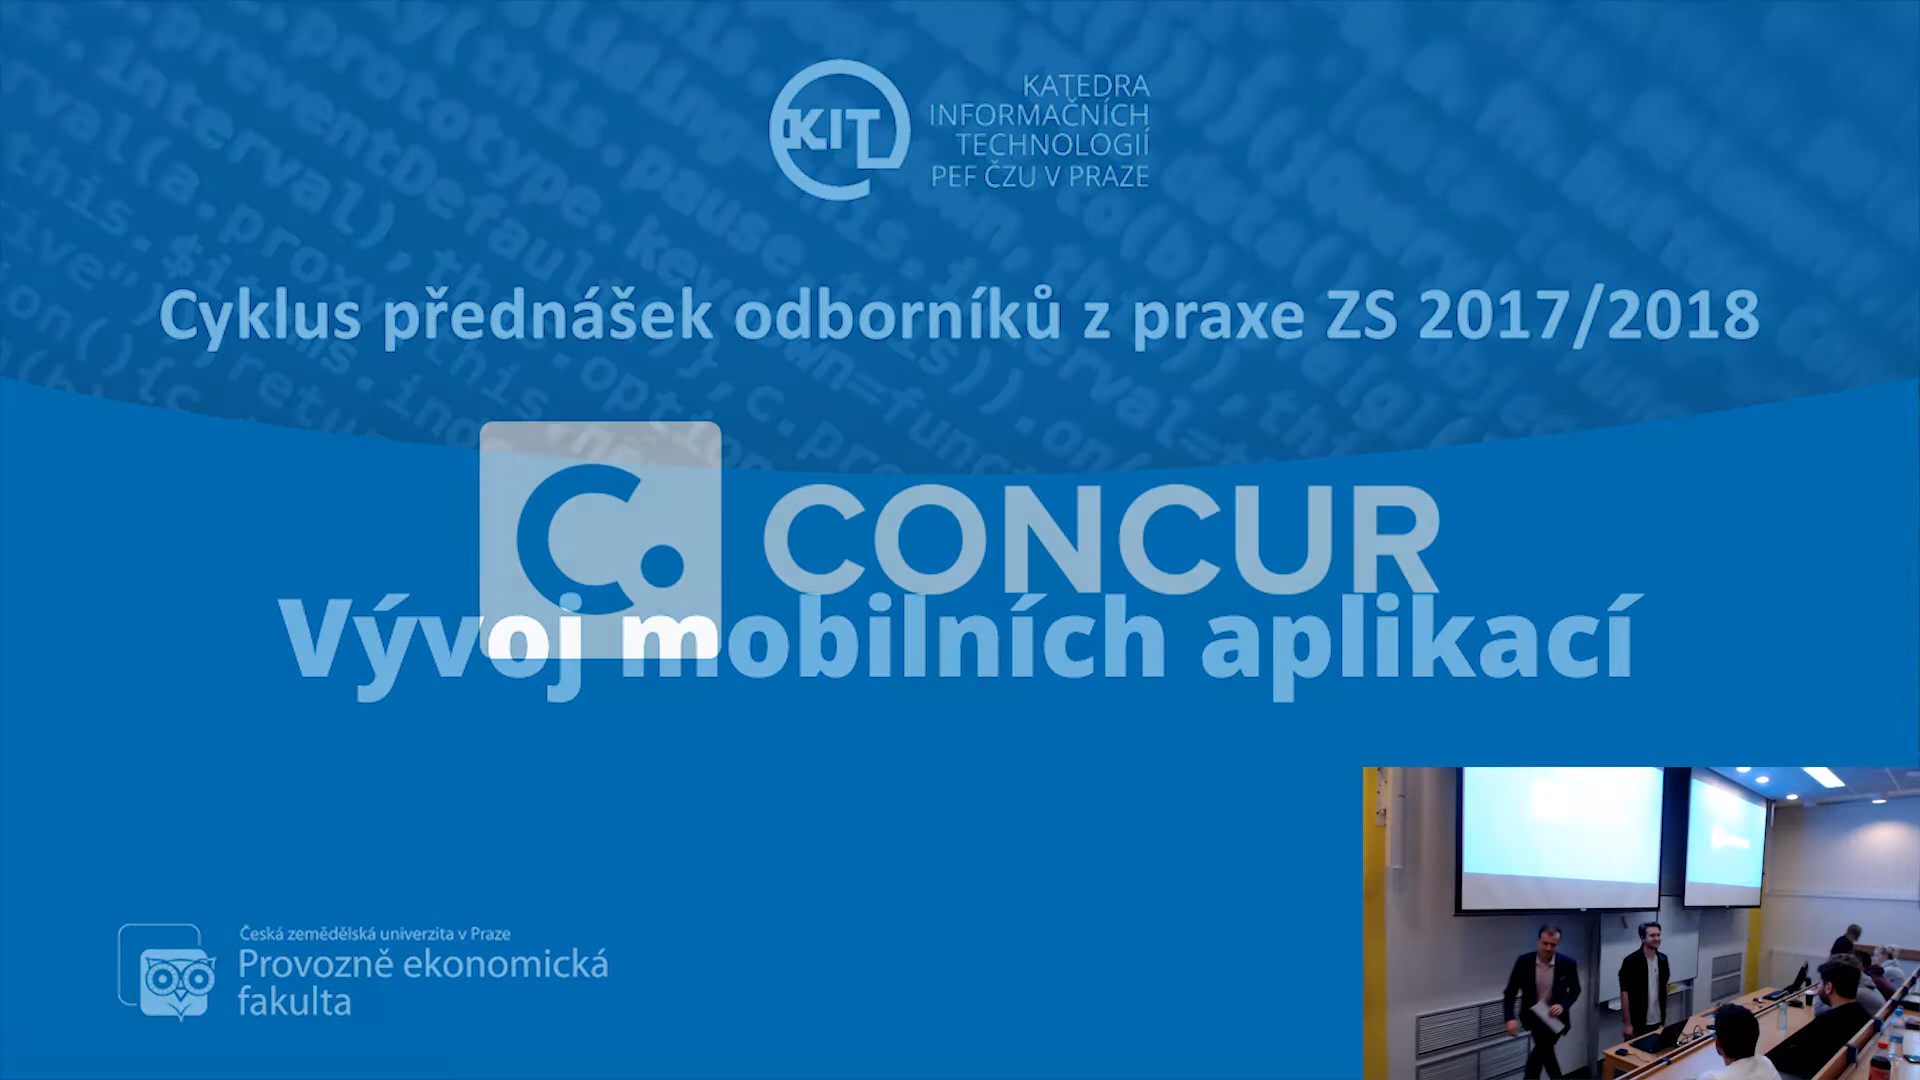 KIT
KATEDRA
INFORMAČNÍCH
TECHNOLOGIÍ
PEF ČZU V PRAZE
Cyklus přednášek odborníků z praxe ZS 2017/2018
C. CONCUR
Vývoj mobilních aplikací
Česká zemědělská univerzita v Praze
Provozně ekonomická
fakulta